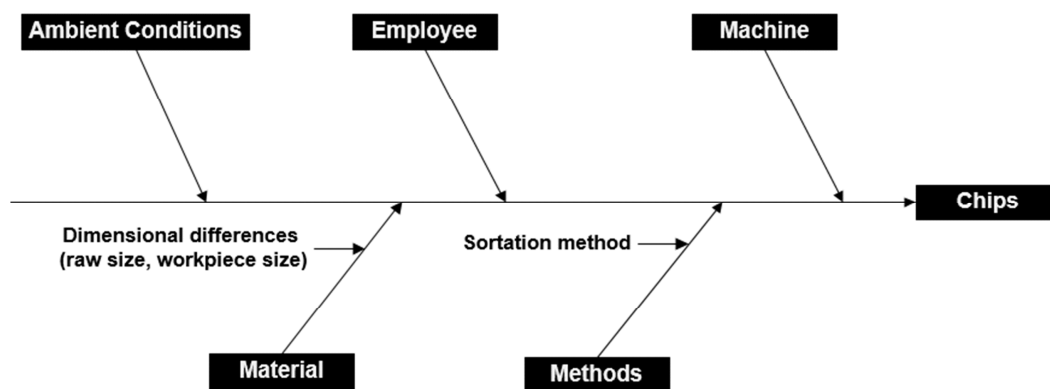 Ambient Conditions
Employee
Machine
Chips
Dimensional differences
(raw size, workpiece size)
Sortation method
Material
Methods